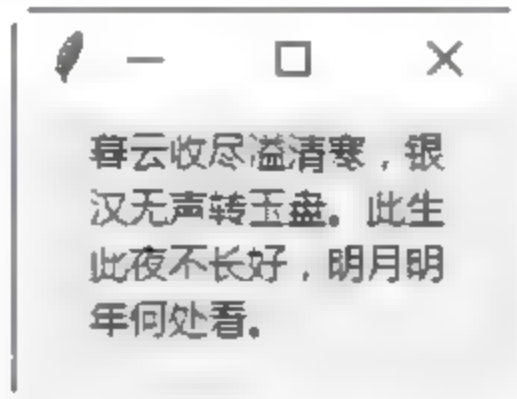 暮云收尽溢清寒，银
汉无声转玉盘。此生
此夜不长好，明月明
年何处看。